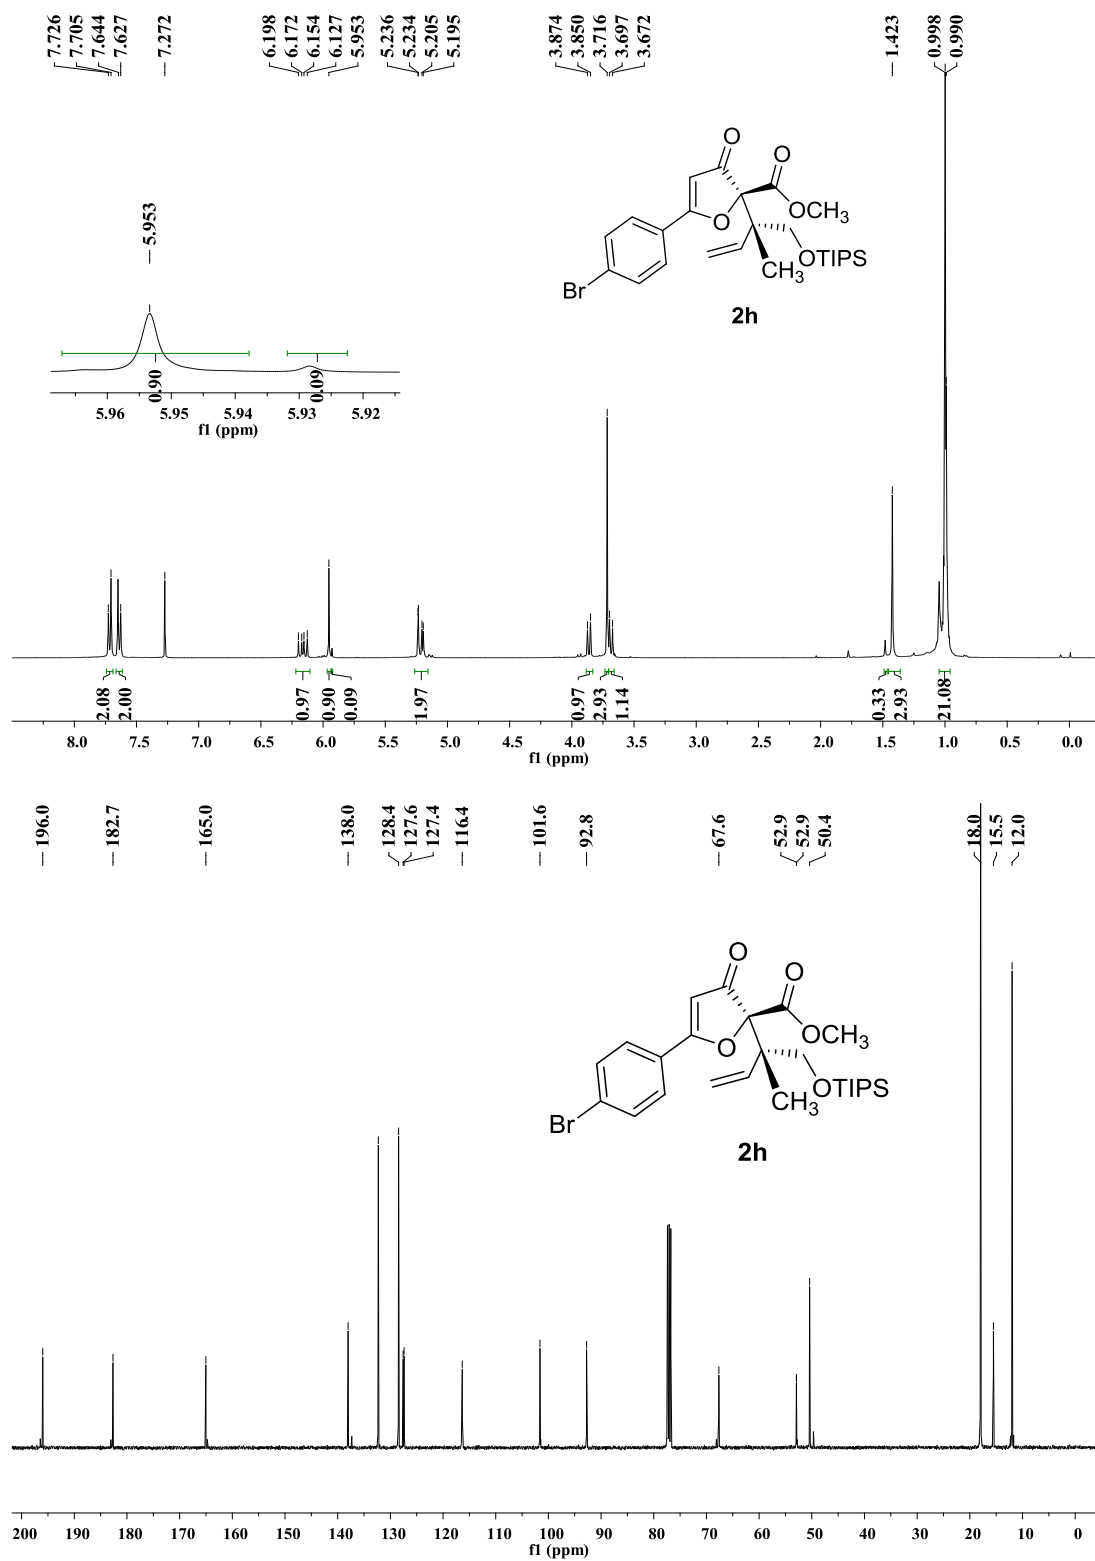 7.726
7.705
7.644
7.627
7.272
6.198
6.172
6.154
6.127
5.953
5.236
5.234
5.205
5.195
3.874
3.850
3.716
3.697
3.672
1.423
0.998
0.990
5.953
0.90
0.09
5.96 5.95 5.94 5.93 5.92
f1 (ppm)
O
O
OCH3
O
OTIPS
CH3
Br
2h
2.08
2.00
0.97
0.90
0.09
1.97
0.97
2.93
1.14
0.33
2.93
21.08
8.0 7.5 7.0 6.5 6.0 5.5 5.0 4.5 4.0 3.5 3.0 2.5 2.0 1.5 1.0 0.5 0.0
f1 (ppm)
196.0
182.7
165.0
138.0
128.4
127.6
127.4
116.4
101.6
92.8
67.6
52.9
52.9
50.4
18.0
15.5
12.0
O
O
OCH3
O
OTIPS
CH3
Br
2h
200 190 180 170 160 150 140 130 120 110 100 90 80 70 60 50 40 30 20 10 0
f1 (ppm)